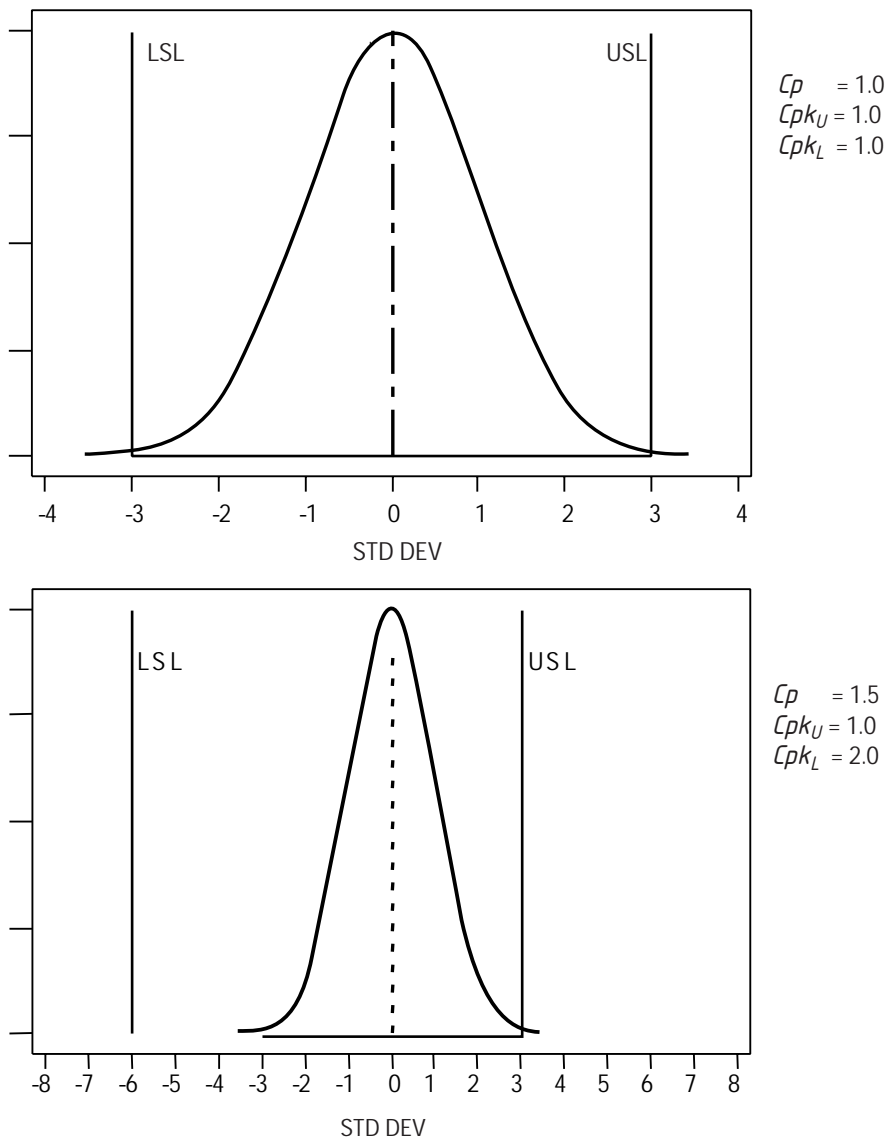 LSL USL
Cp = 1.0
CpkU = 1.0
CpkL = 1.0
-4 -3 -2 -1 0 1 2 3 4
STD DEV
LSL USL
Cp = 1.5
CpkU = 1.0
CpkL = 2.0
-8 -7 -6 -5 -4 -3 -2 -1 0 1 2 3 4 5 6 7 8
STD DEV